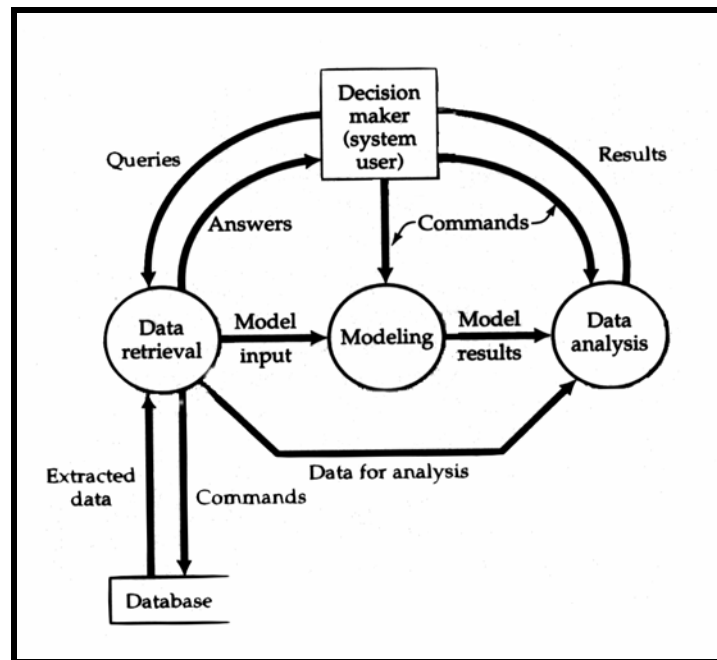 Decision
maker
(system
user)
Queries
Results
Answers
Commands
Data
retrieval
Model
input
Modeling
Model
results
Data
analysis
Data for analysis
Extracted
data
Commands
Database